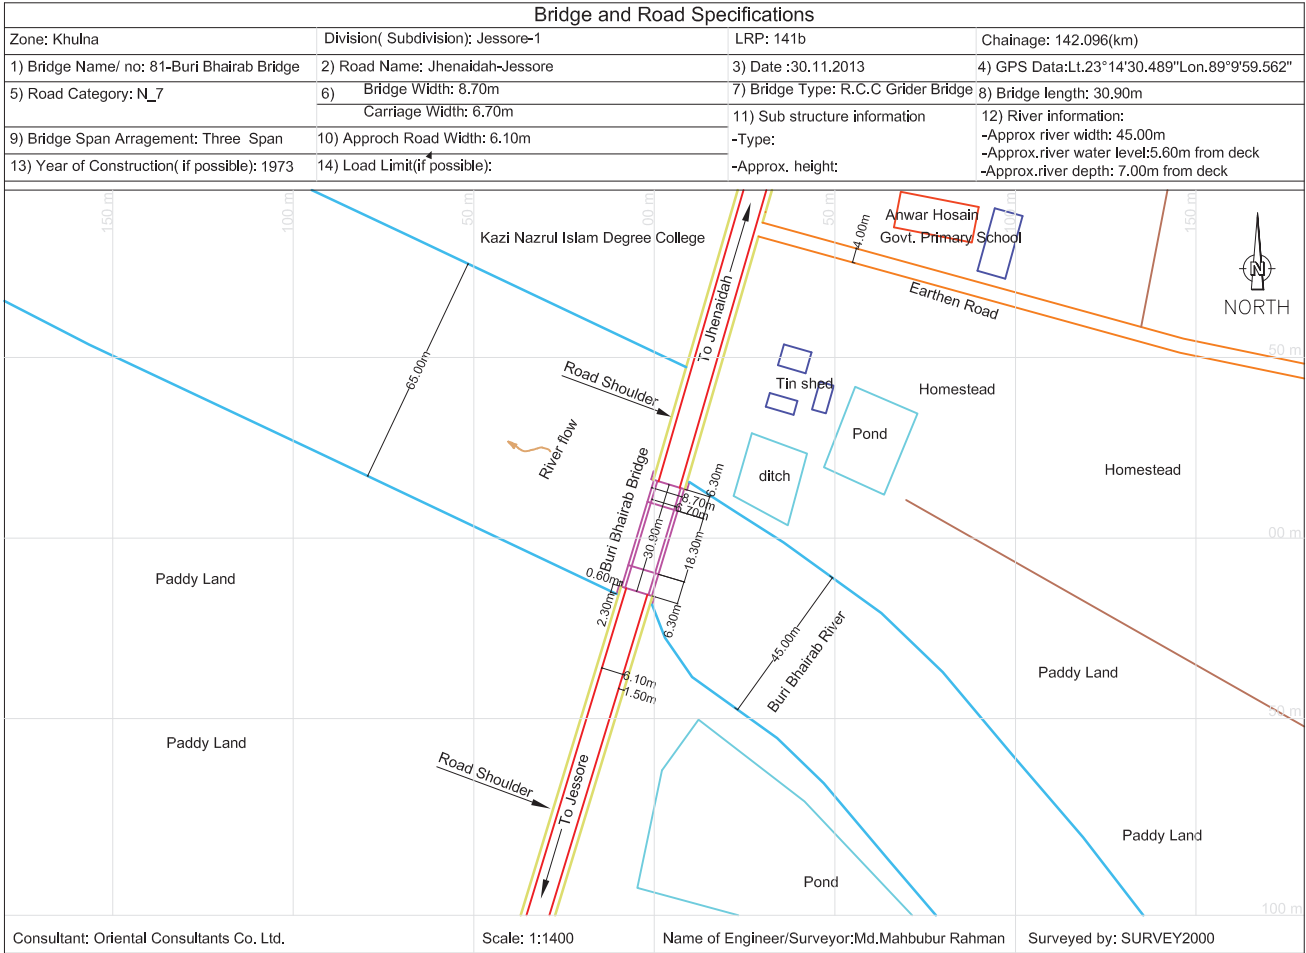 Bridge and Road Specifications
Zone: Khulna
Division( Subdivision): Jessore-1
LRP: 141b
Chainage: 142.096(km)
1) Bridge Name/ no: 81-Buri Bhairab Bridge
2) Road Name: Jhenaidah-Jessore
3) Date :30.11.2013
4) GPS Data:Lt.23°14'30.489"Lon.89°9'59.562"
5) Road Category: N_7
6) Bridge Width: 8.70m
Carriage Width: 6.70m
7) Bridge Type: R.C.C Grider Bridge
8) Bridge length: 30.90m
9) Bridge Span Arragement: Three Span
10) Approch Road Width: 6.10m
11) Sub structure information
-Type:
-Approx. height:
12) River information:
-Approx river width: 45.00m
-Approx.river water level:5.60m from deck
-Approx.river depth: 7.00m from deck
13) Year of Construction( if possible): 1973
14) Load Limit(if possible):
150 m
100 m
50 m
00 m
50 m
100 m
150 m
Kazi Nazrul Islam Degree College
Anwar Hosain
Govt. Primary School
4.00m
Earthen Road
N
NORTH
To Jhenaidah
65.00m
Road Shoulder
50 m
Tin shed
Homestead
Pond
River flow
Homestead
ditch
Buri Bhairab Bridge
6.30m
8.70m
6.70m
30.90m
18.30m
00 m
0.60m
2.30m
6.30m
Paddy Land
45.00m
Buri Bhairab River
6.10m
1.50m
Paddy Land
50 m
Paddy Land
Road Shoulder
To Jessore
Paddy Land
Pond
100 m
Consultant: Oriental Consultants Co. Ltd.
Scale: 1:1400
Name of Engineer/Surveyor:Md.Mahbubur Rahman
Surveyed by: SURVEY2000